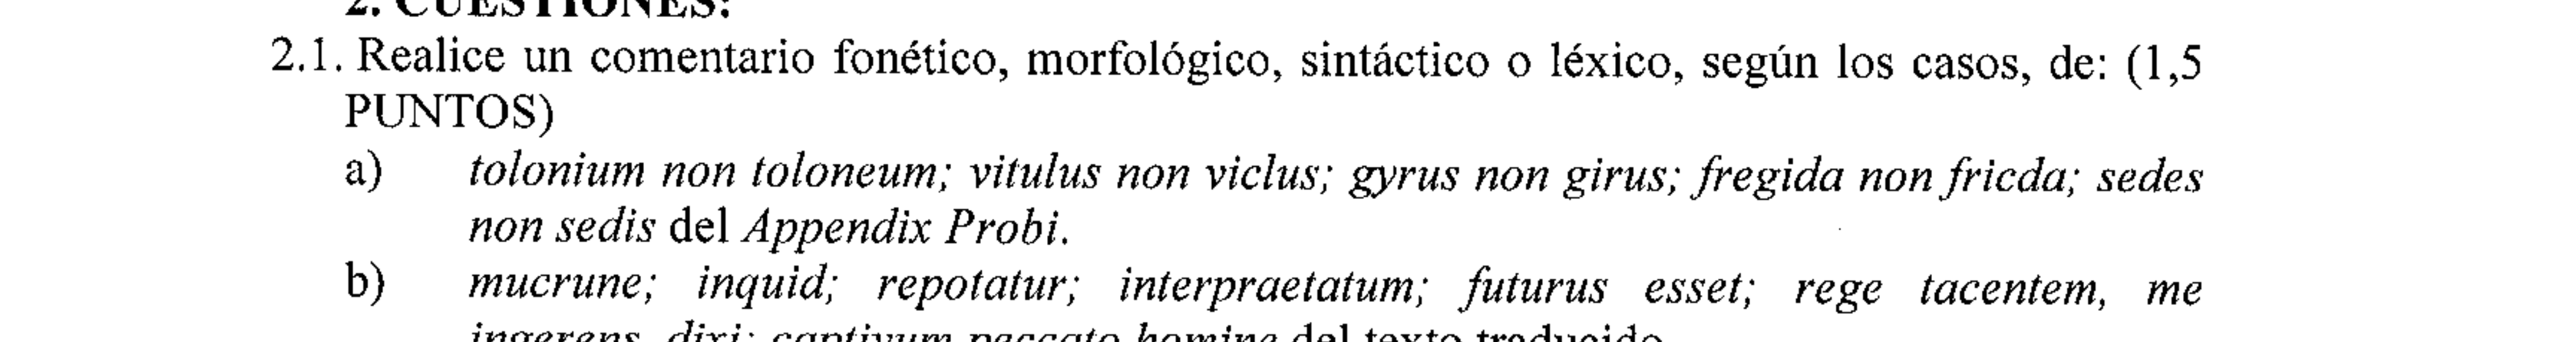 2. CUESTIONES:
2.1. Realice un comentario fonético, morfológico, sintáctico o léxico, según los casos, de: (1,5
PUNTOS)
a) tolonium non toloneum; vitulus non viclus; gyrus non girus; fregida non fricda; sedes
non sedis del Appendix Probi.
b) mucrune; inquid; repotatur; interpraetatum; futurus esset; rege tacentem, me
ingerens, dixi; captivum peccato homine del texto traducido.